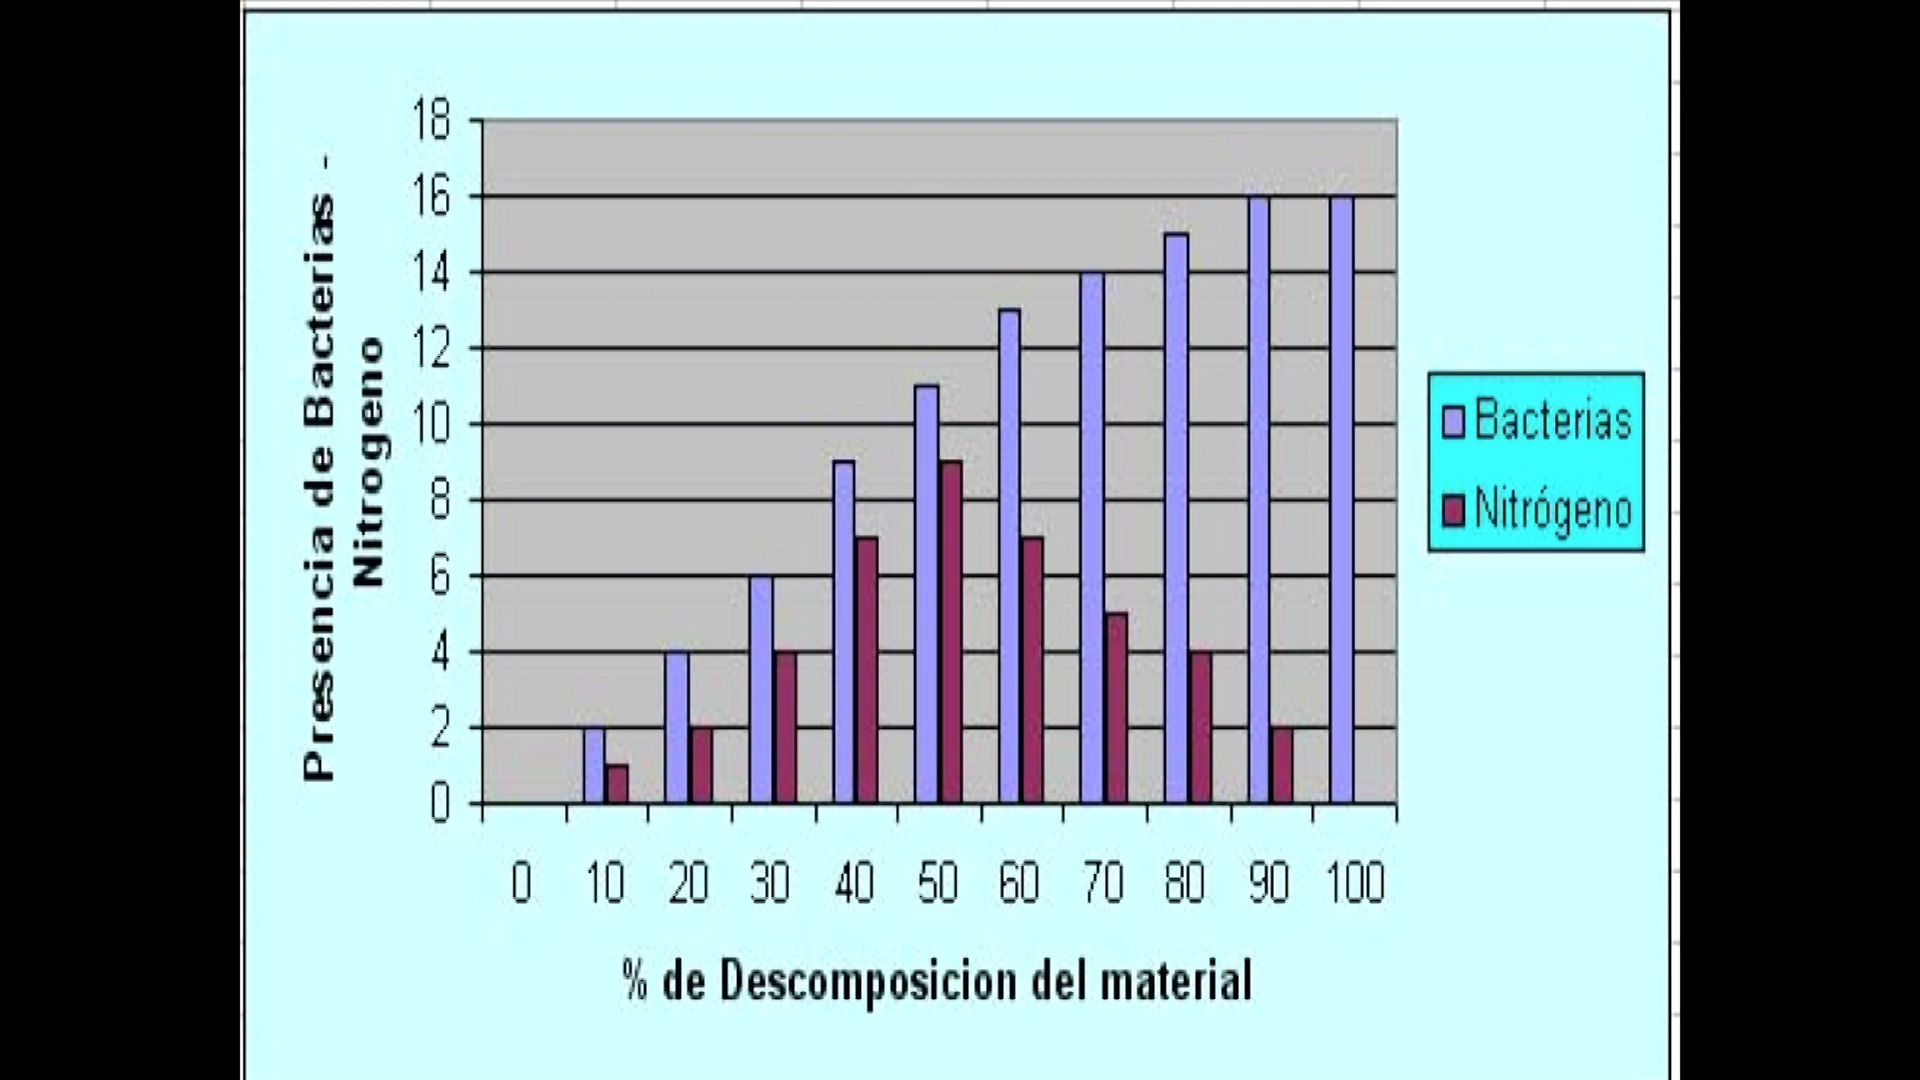 Presencia de Bacterias -
Nitrogeno
18
16
14
12
10
8
6
4
2
0
0 10 20 30 40 50 60 70 80 90 100
% de Descomposicion del material
Bacterias
Nitrógeno